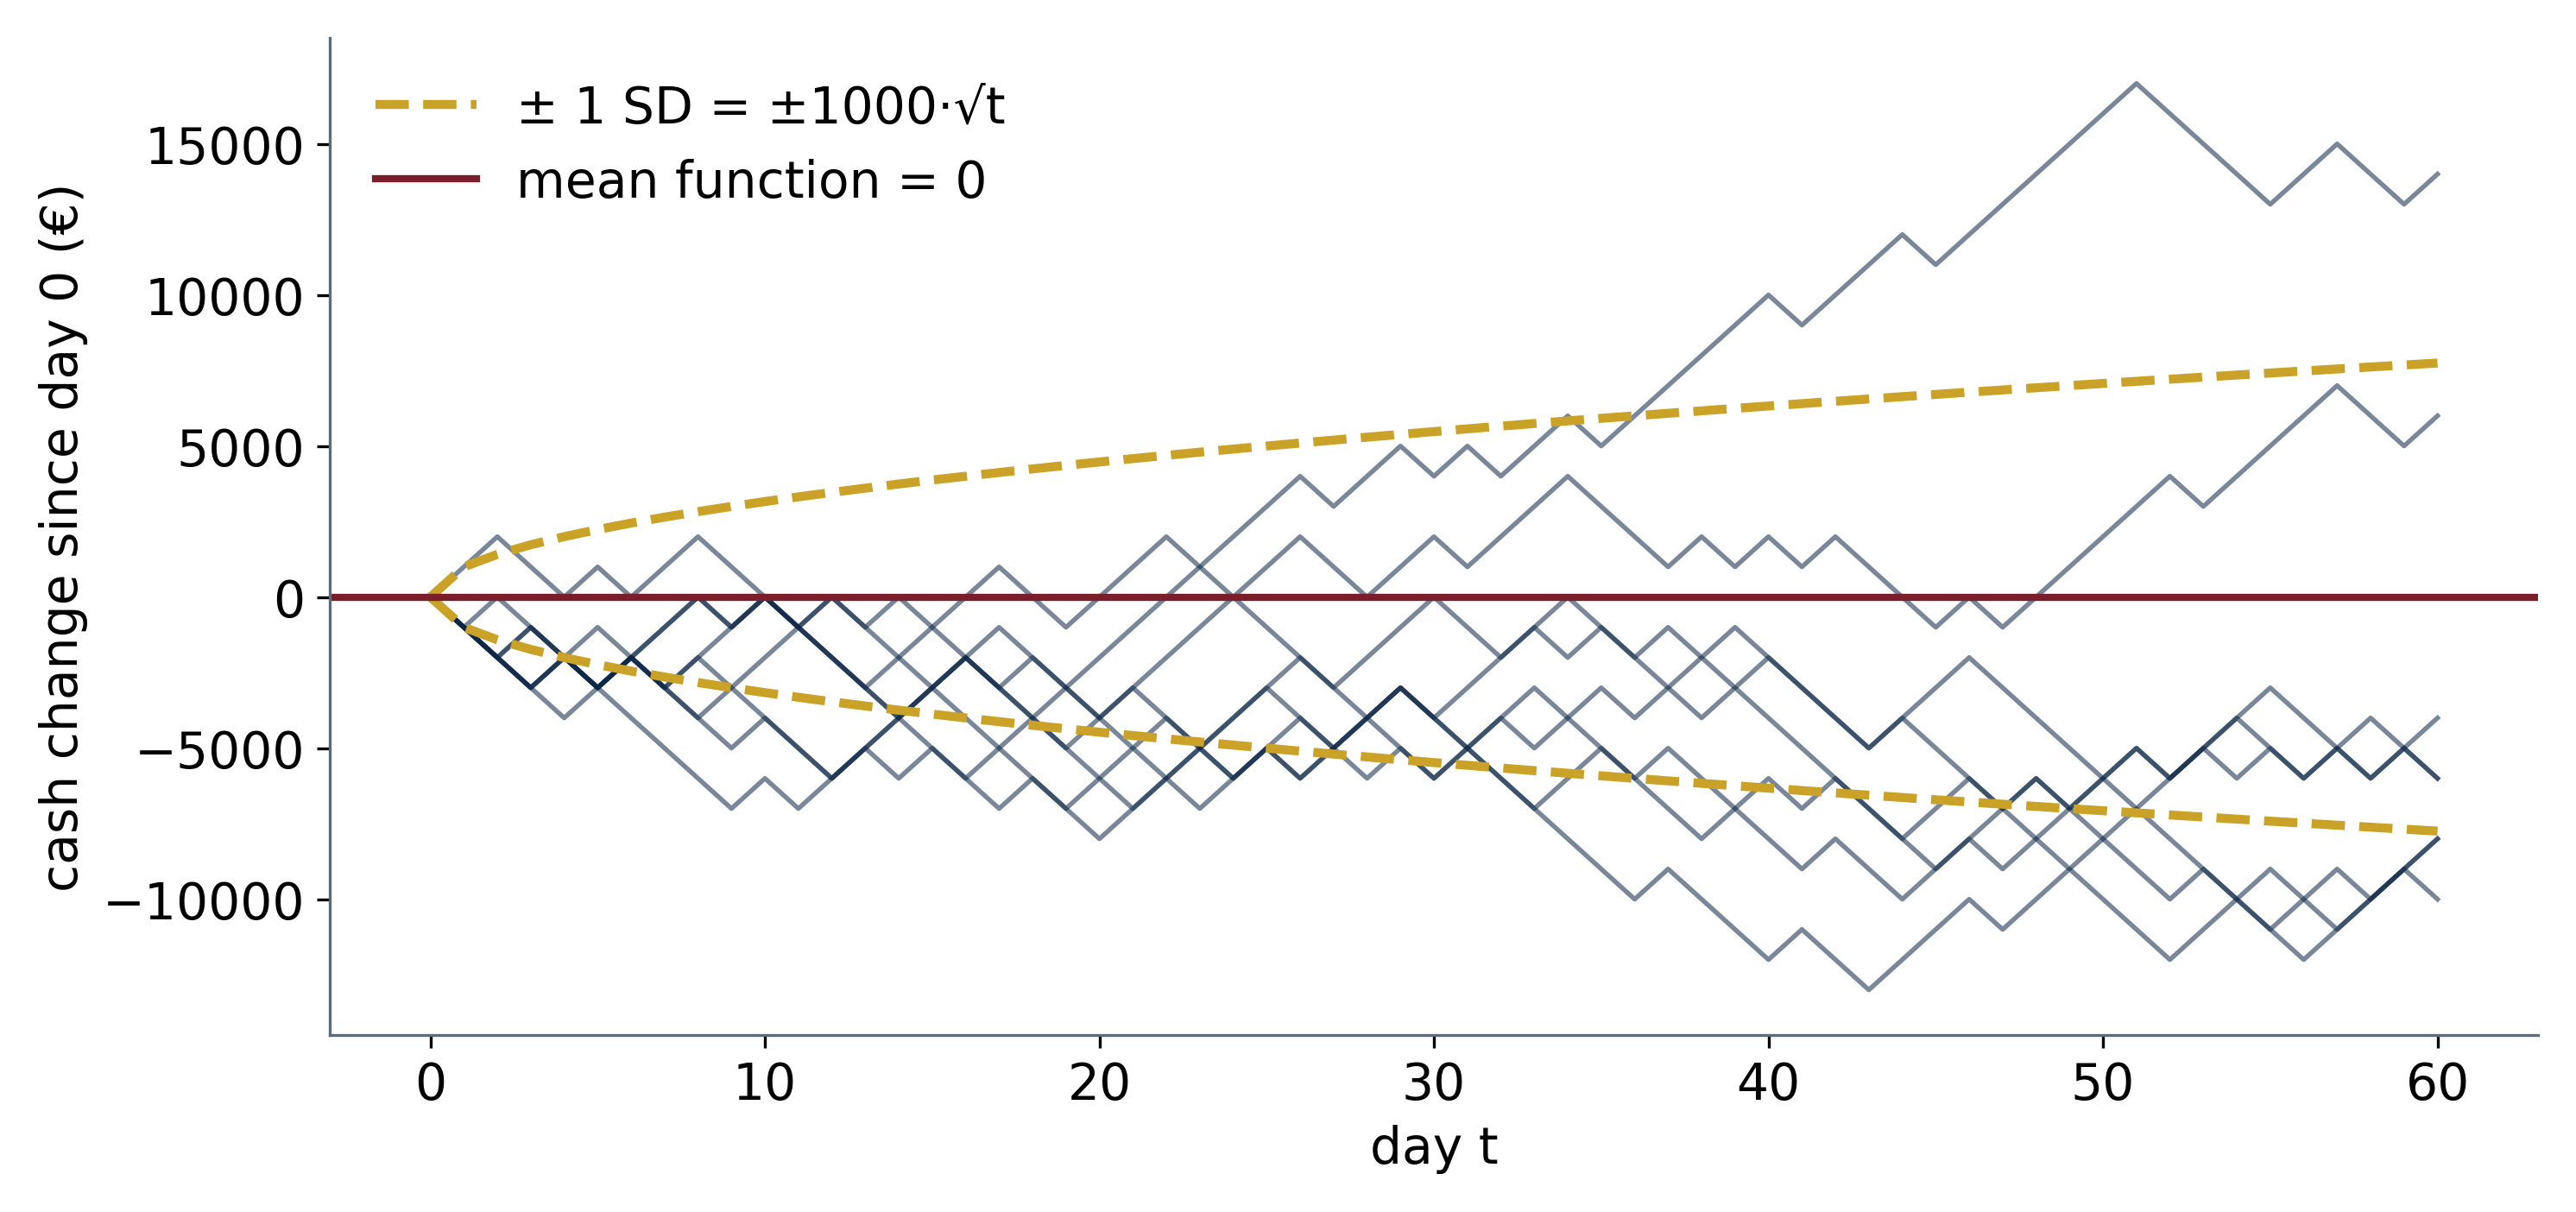 ± 1 SD = ±1000·√t
mean function = 0
cash change since day 0 (€)
15000
10000
5000
0
−5000
−10000
0 10 20 30 40 50 60
day t